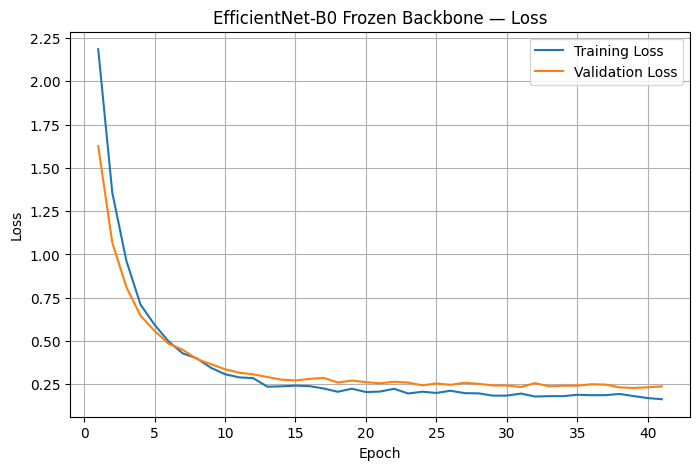 EfficientNet-B0 Frozen Backbone — Loss
Training Loss
Validation Loss
2.25
2.00
1.75
1.50
1.25
1.00
0.75
0.50
0.25
Loss
0 5 10 15 20 25 30 35 40
Epoch